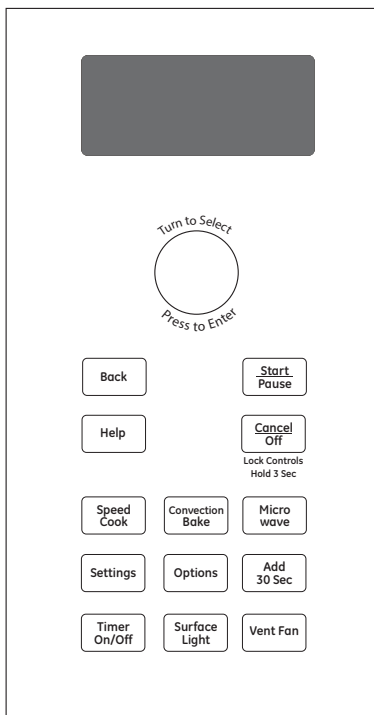 Turn to Select
Press to Enter
Back
Start
Pause
Help
Cancel
Off
Lock Controls
Hold 3 Sec
Speed
Cook
Convection
Bake
Micro
wave
Settings
Options
Add
30 Sec
Timer
On/Off
Surface
Light
Vent Fan